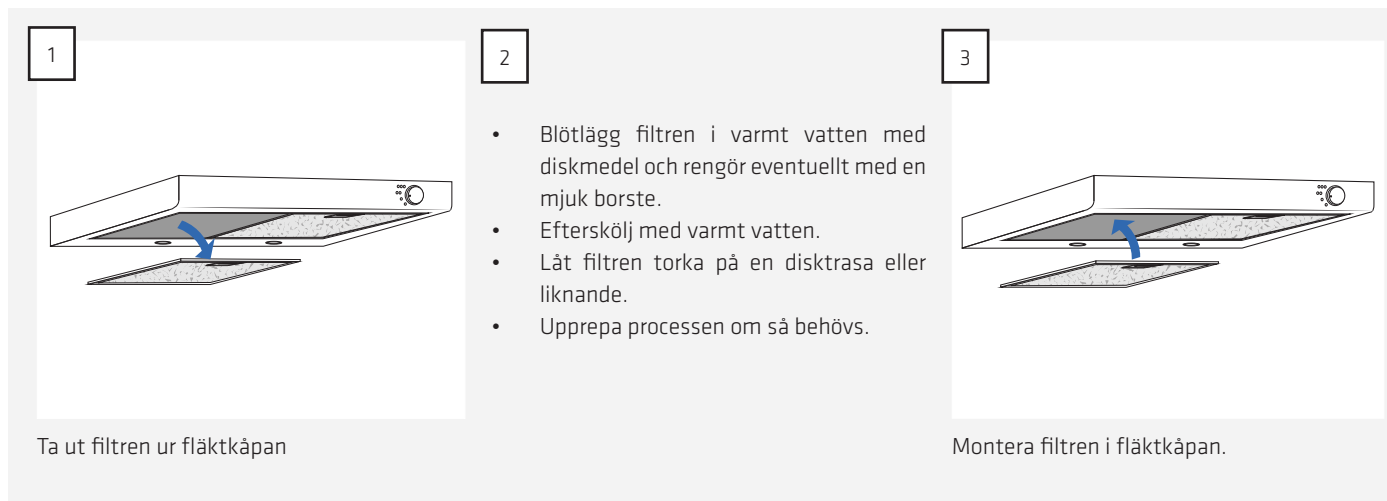 1
Ta ut filtren ur fläktkåpan
2
• Blötlägg filtren i varmt vatten med
diskmedel och rengör eventuellt med en
mjuk borste.
• Efterskölj med varmt vatten.
• Låt filtren torka på en disktrasa eller
liknande.
• Upprepa processen om så behövs.
3
Montera filtren i fläktkåpan.